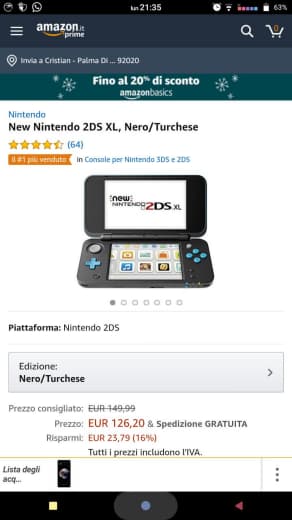 lun 21:35
63%
amazon.it
prime
0
Invia a Cristian - Palma Di ... 92020
Fino al 20% di sconto
amazonbasics
Nintendo
New Nintendo 2DS XL, Nero/Turchese
(64)
Il #1 più venduto in Console per Nintendo 3DS e 2DS
new
NINTENDO
2DS XL
Piattaforma: Nintendo 2DS
Edizione:
Nero/Turchese
Prezzo consigliato: EUR 149,99
Prezzo: EUR 126,20 & Spedizione GRATUITA
Risparmi: EUR 23,79 (16%)
Tutti i prezzi includono l'IVA.
Lista degli
acq...